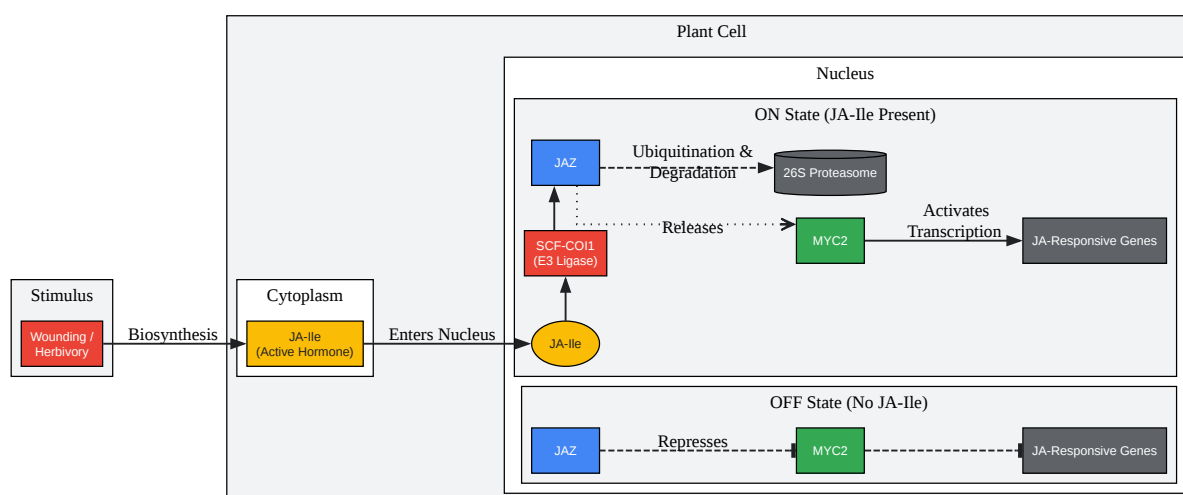 Plant Cell
Nucleus
ON State (JA-Ile Present)
JAZ
Ubiquitination &
Degradation
26S Proteasome
Releases
MYC2
Activates
Transcription
JA-Responsive Genes
SCF-COI1
(E3 Ligase)
Stimulus
Wounding /
Herbivory
Biosynthesis
Cytoplasm
JA-Ile
(Active Hormone)
Enters Nucleus
JA-Ile
OFF State (No JA-Ile)
JAZ
Represses
MYC2
JA-Responsive Genes